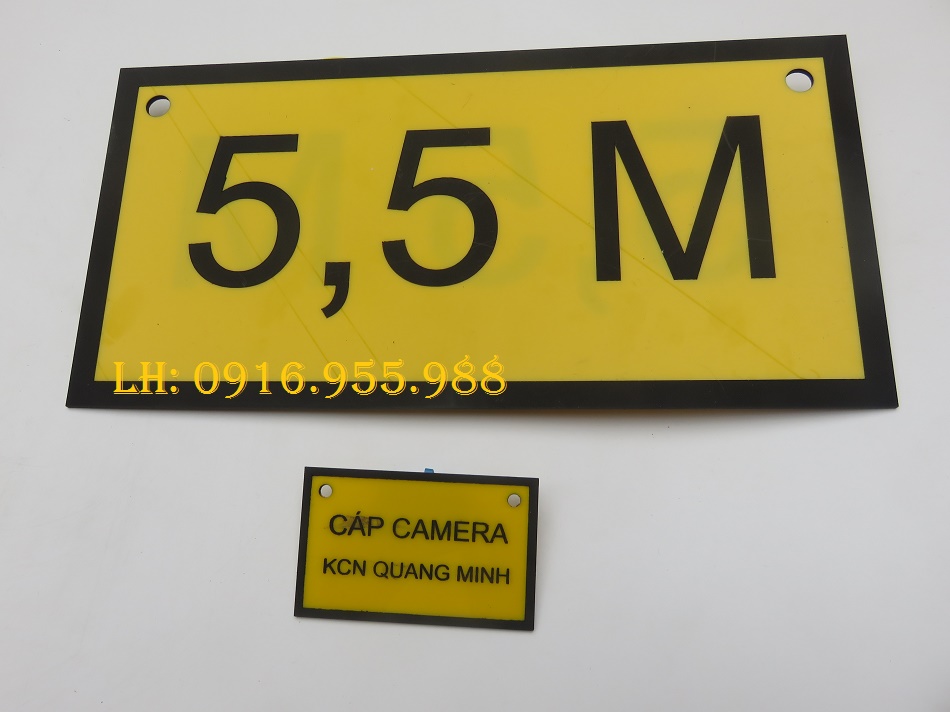 5,5 M
LH: 0916.955.988
CÁP CAMERA
KCN QUANG MINH